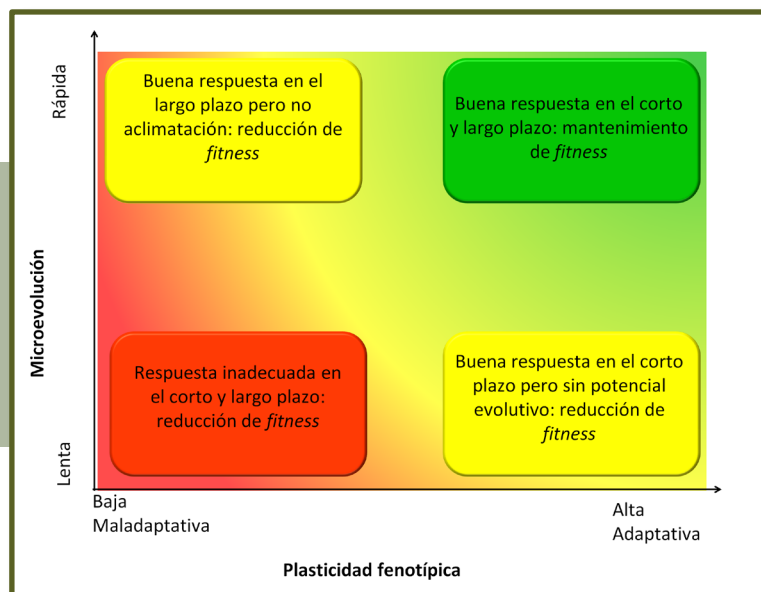 Rápida
Microevolución
Lenta
Buena respuesta en el
largo plazo pero no
aclimatación: reducción de
fitness
Buena respuesta en el corto
y largo plazo: mantenimiento
de fitness
Respuesta inadecuada en
el corto y largo plazo:
reducción de fitness
Buena respuesta en el corto
plazo pero sin potencial
evolutivo: reducción de
fitness
Baja
Maladaptativa
Alta
Adaptativa
Plasticidad fenotípica